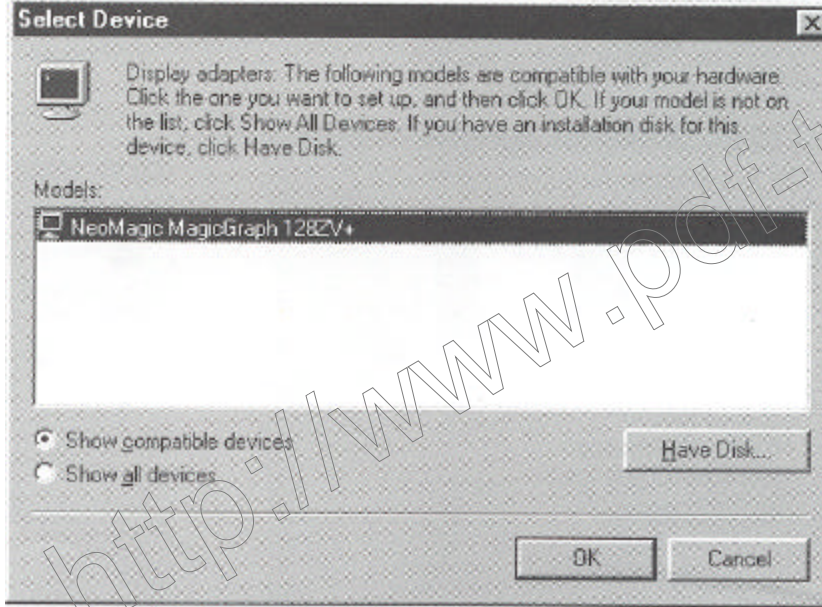 Select Device
Display adapters: The following models are compatible with your hardware.
Click the one you want to set up, and then click OK. If your model is not on
the list, click Show All Devices. If you have an installation disk for this
device, click Have Disk.
Models:
NeoMagic MagicGraph 128ZV+
Show compatible devices
Show all devices
Have Disk...
OK
Cancel
http://www.pdf-t